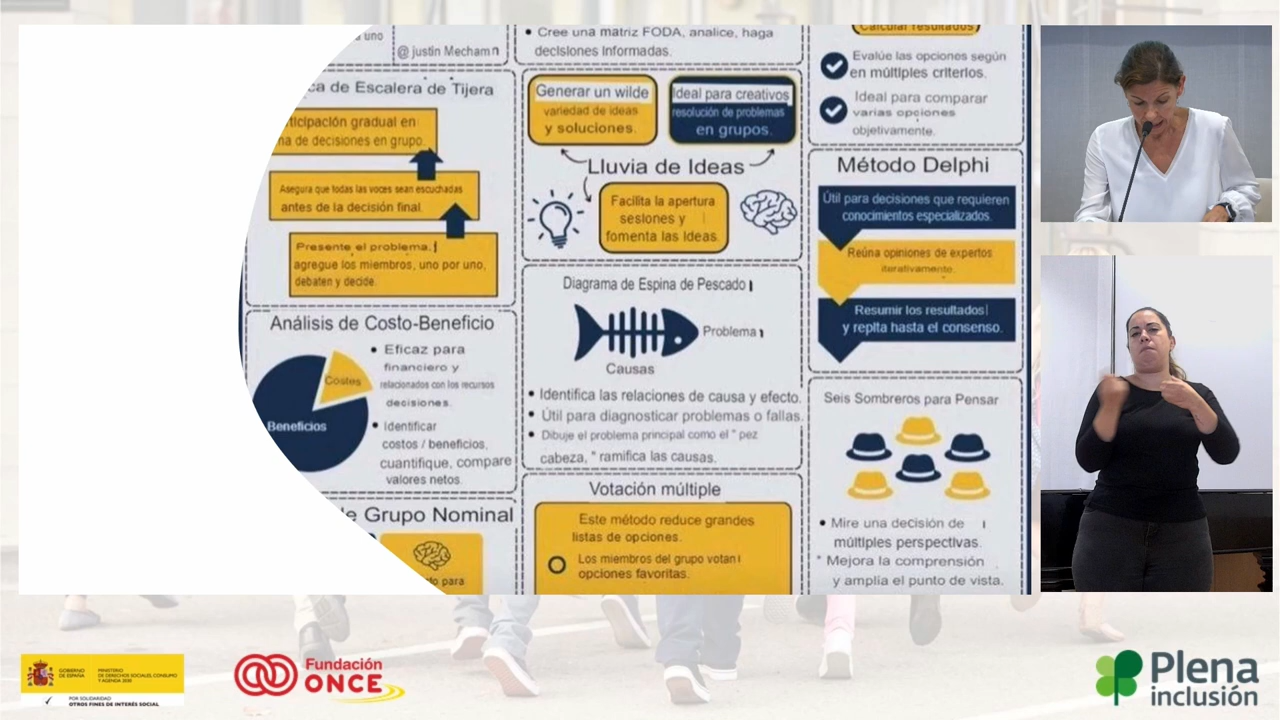 a uno
@ justin Mecham n
ca de Escalera de Tijera
ticipación gradual en
na de decisiones en grupo.
Asegura que todas las voces sean escuchadas
antes de la decisión final.
Presente el problema.
agregue los miembros, uno por uno,
debaten y decide.
Análisis de Costo-Beneficio
Costes
Beneficios
• Eficaz para
financiero y
relacionados con los recursos
decisiones.
• Identificar
costos / beneficios,
cuantifique, compare
valores netos.
le Grupo Nominal
to para
• Cree una matriz FODA, analice, haga
decisiones Informadas.
Generar un wilde
variedad de ideas
y soluciones.
Ideal para creativos
resolución de problemas
en grupos.
Lluvia de Ideas
Facilita la apertura
sesiones y
fomenta las Ideas.
Diagrama de Espina de Pescado
Problema
Causas
• Identifica las relaciones de causa y efecto.
• Útil para diagnosticar problemas o fallas.
• Dibuje el problema principal como el " pez
cabeza, " ramifica las causas.
Votación múltiple
Este método reduce grandes
listas de opciones.
Los miembros del grupo votan
opciones favoritas.
Calcular resultados
Evalúe las opciones según
en múltiples criterios.
Ideal para comparar
varias opciones
objetivamente.
Método Delphi
Útil para decisiones que requieren
conocimientos especializados.
Reúna opiniones de expertos
iterativamente.
Resumir los resultados
y repita hasta el consenso.
Seis Sombreros para Pensar
• Mire una decisión de
múltiples perspectivas.
* Mejora la comprensión
y amplía el punto de vista.
GOBIERNO
DE ESPAÑA
MINISTERIO
DE DERECHOS SOCIALES, CONSUMO
Y AGENDA 2030
POR SOLIDARIDAD
OTROS FINES DE INTERÉS SOCIAL
Fundación
ONCE
Plena
inclusión